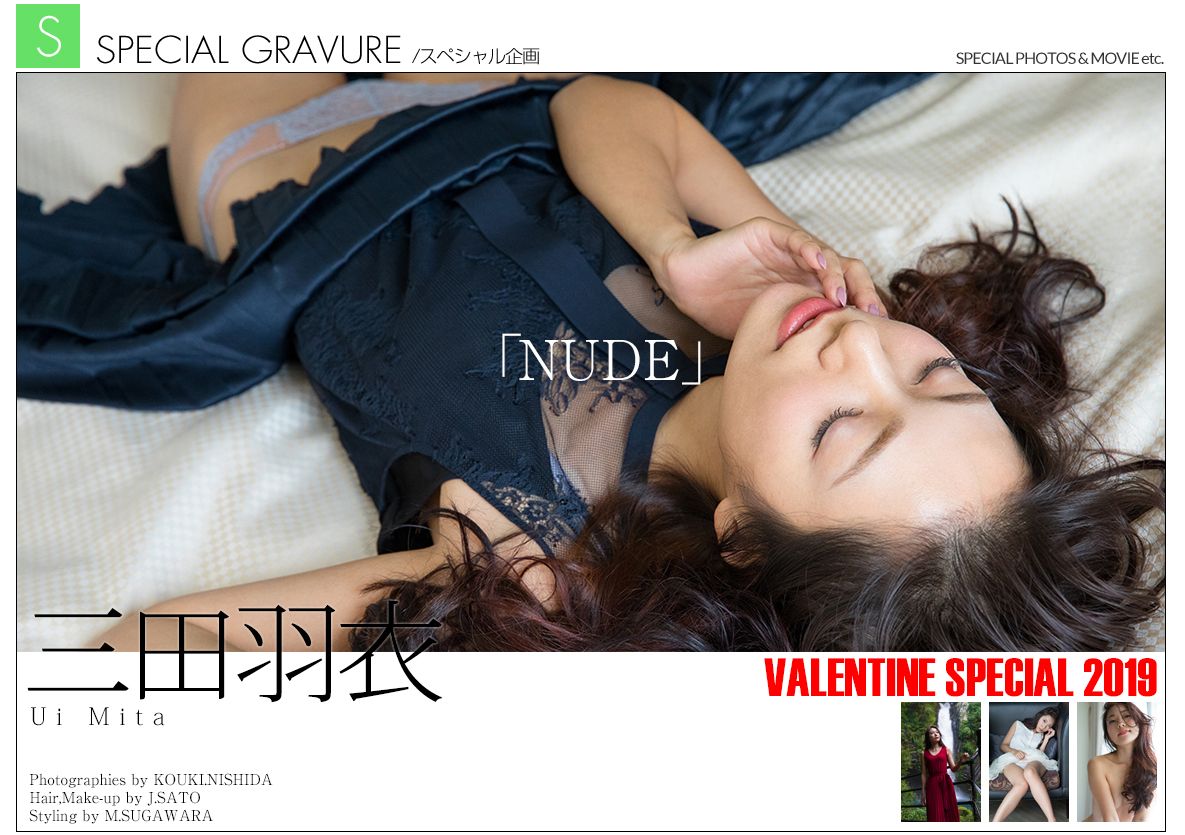 S
SPECIAL GRAVURE /スペシャル企画
SPECIAL PHOTOS & MOVIE etc.
「NUDE」
三田羽衣
Ui Mita
VALENTINE SPECIAL 2019
Photographies by KOUKI.NISHIDA
Hair,Make-up by J.SATO
Styling by M.SUGAWARA